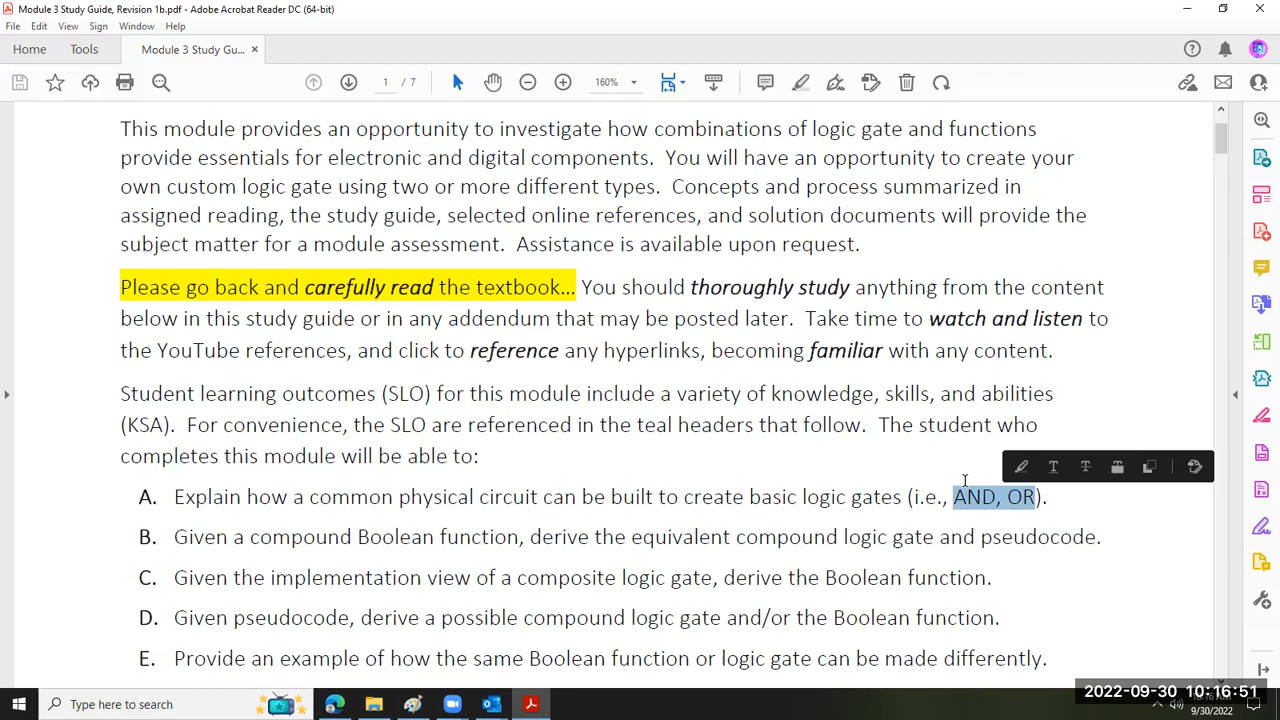 Module 3 Study Guide, Revision 1b.pdf - Adobe Acrobat Reader DC (64-bit)
File Edit View Sign Window Help
Home Tools Module 3 Study Gu... ×
1 / 7 160%
This module provides an opportunity to investigate how combinations of logic gate and functions
provide essentials for electronic and digital components. You will have an opportunity to create your
own custom logic gate using two or more different types. Concepts and process summarized in
assigned reading, the study guide, selected online references, and solution documents will provide the
subject matter for a module assessment. Assistance is available upon request.
Please go back and carefully read the textbook... You should thoroughly study anything from the content
below in this study guide or in any addendum that may be posted later. Take time to watch and listen to
the YouTube references, and click to reference any hyperlinks, becoming familiar with any content.
Student learning outcomes (SLO) for this module include a variety of knowledge, skills, and abilities
(KSA). For convenience, the SLO are referenced in the teal headers that follow. The student who
completes this module will be able to:
A. Explain how a common physical circuit can be built to create basic logic gates (i.e., AND, OR).
B. Given a compound Boolean function, derive the equivalent compound logic gate and pseudocode.
C. Given the implementation view of a composite logic gate, derive the Boolean function.
D. Given pseudocode, derive a possible compound logic gate and/or the Boolean function.
E. Provide an example of how the same Boolean function or logic gate can be made differently.
Type here to search
2022-09-30 10:16:51
9/30/2022